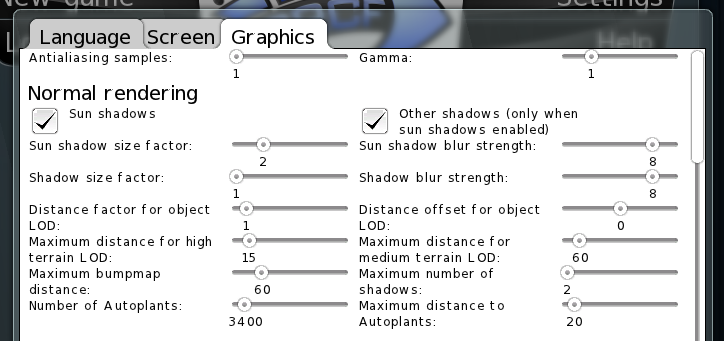 New game
Settings
Help
Language Screen Graphics
Antialiasing samples: Gamma:
1 1
Normal rendering
Sun shadows Other shadows (only when
sun shadows enabled)
Sun shadow size factor: Sun shadow blur strength:
2 8
Shadow size factor: Shadow blur strength:
1 8
Distance factor for object Distance offset for object
LOD: 1 LOD: 0
Maximum distance for high Maximum distance for
terrain LOD: 15 medium terrain LOD: 60
Maximum bumpmap Maximum number of
distance: 60 shadows: 2
Number of Autoplants: Maximum distance to
3400 Autoplants: 20